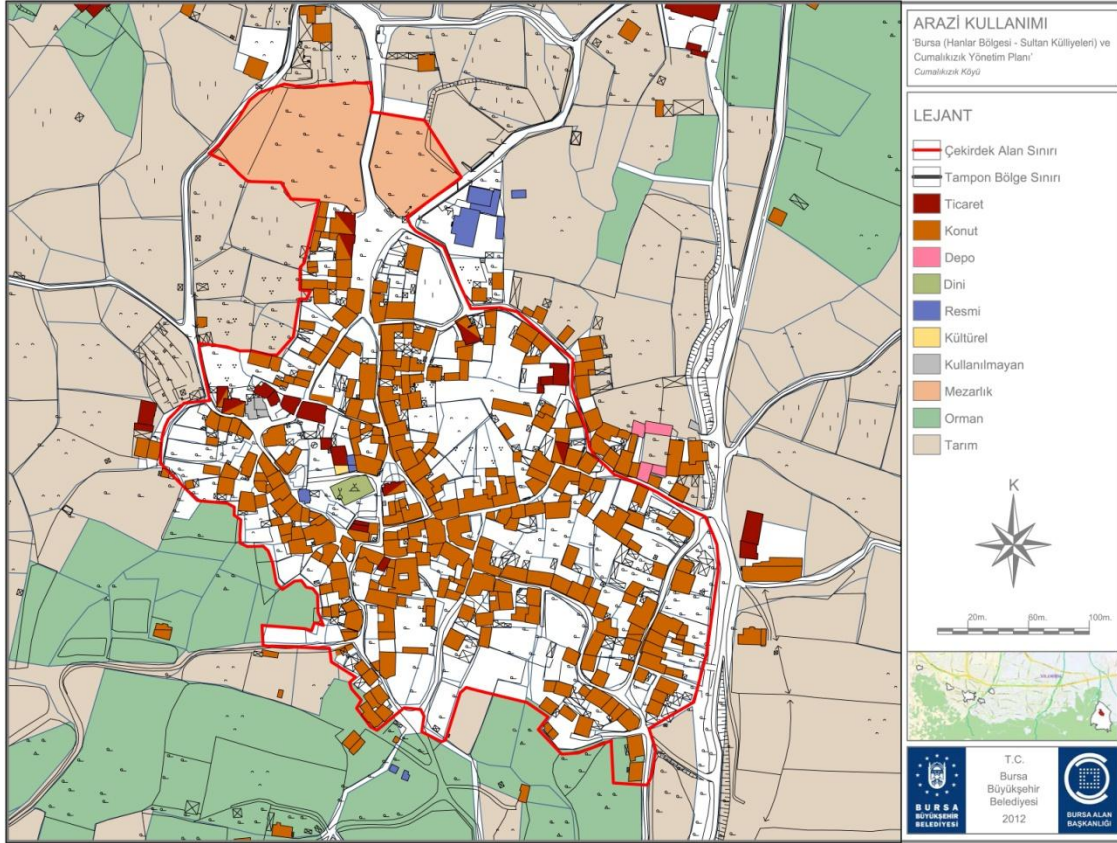 ARAZİ KULLANIMI
'Bursa (Hanlar Bölgesi - Sultan Külliyeleri) ve
Cumalıkızık Yönetim Planı'
Cumalıkızık Köyü
LEJANT
Çekirdek Alan Sınırı
Tampon Bölge Sınırı
Ticaret
Konut
Depo
Dini
Resmi
Kültürel
Kullanılmayan
Mezarlık
Orman
Tarım
K
20m. 60m. 100m.
BURSA
BÜYÜKŞEHİR
BELEDİYESİ
T.C.
Bursa
Büyükşehir
Belediyesi
2012
BURSA ALAN
BAŞKANLIĞI